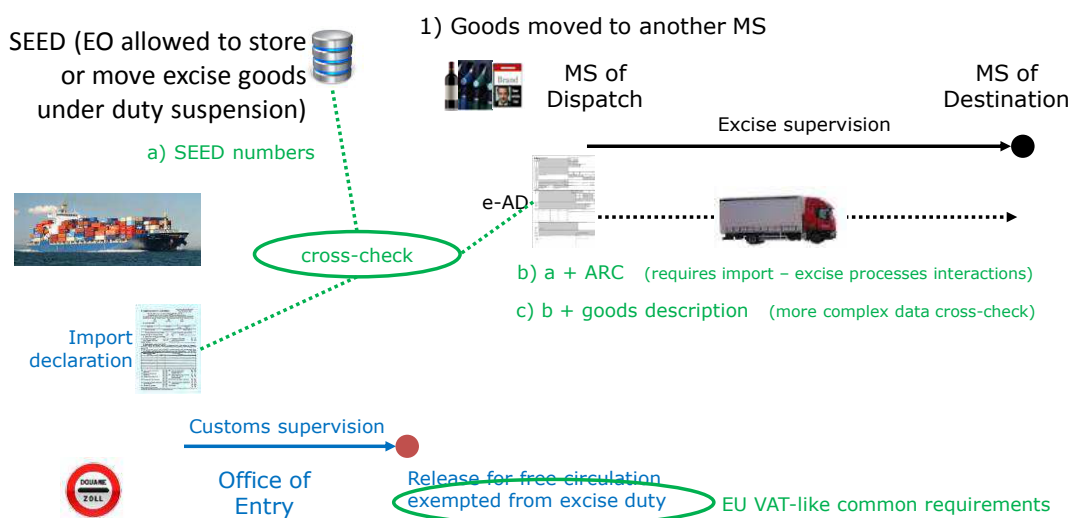 1) Goods moved to another MS
SEED (EO allowed to store
or move excise goods
under duty suspension)
MS of
Dispatch
MS of
Destination
Brand
Excise supervision
a) SEED numbers
e-AD
cross-check
b) a + ARC (requires import – excise processes interactions)
c) b + goods description (more complex data cross-check)
Import
declaration
Customs supervision
DOUANE
ZOLL
Office of
Entry
Release for free circulation
exempted from excise duty
EU VAT-like common requirements